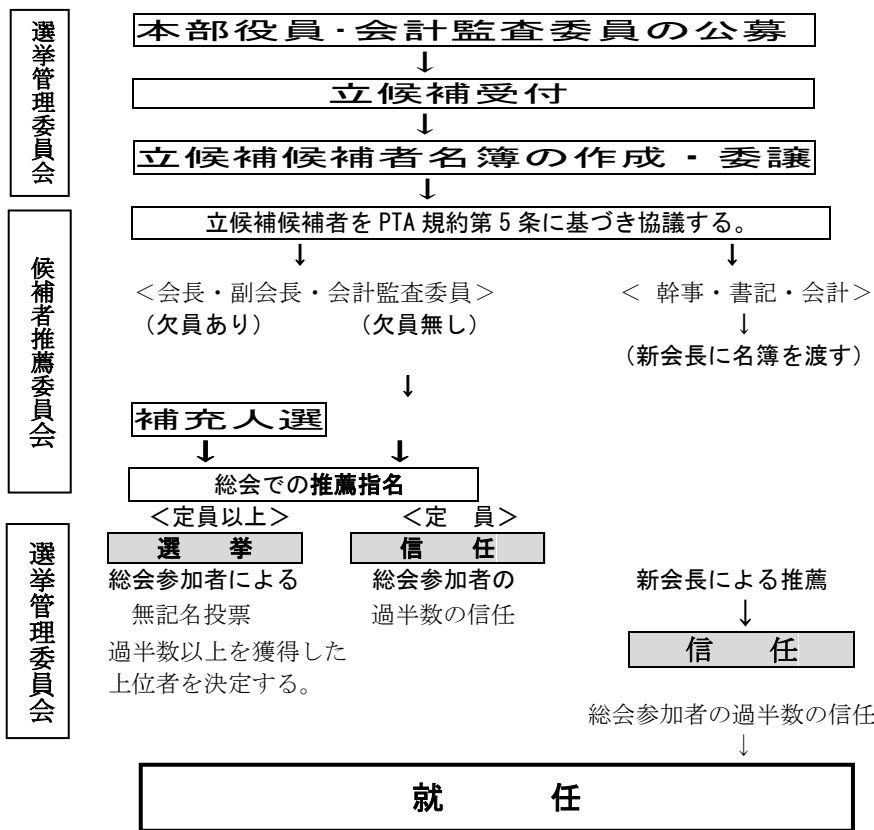 選挙管理委員会
本部役員・会計監査委員の公募
↓
立候補受付
↓
立候補候補者名簿の作成・委譲
↓
候補者推薦委員会
立候補候補者を PTA 規約第 5 条に基づき協議する。
↓ ↓
＜会長・副会長・会計監査委員＞ ＜ 幹事・書記・会計＞
（欠員あり） （欠員無し） ↓
（新会長に名簿を渡す）
↓
補充人選
↓ ↓
総会での推薦指名
＜定員以上＞ ＜定　員＞
選挙管理委員会
選　挙 信　任
総会参加者による 総会参加者の 新会長による推薦
無記名投票 過半数の信任 ↓
過半数以上を獲得した 信　任
上位者を決定する。
総会参加者の過半数の信任
↓
就　任